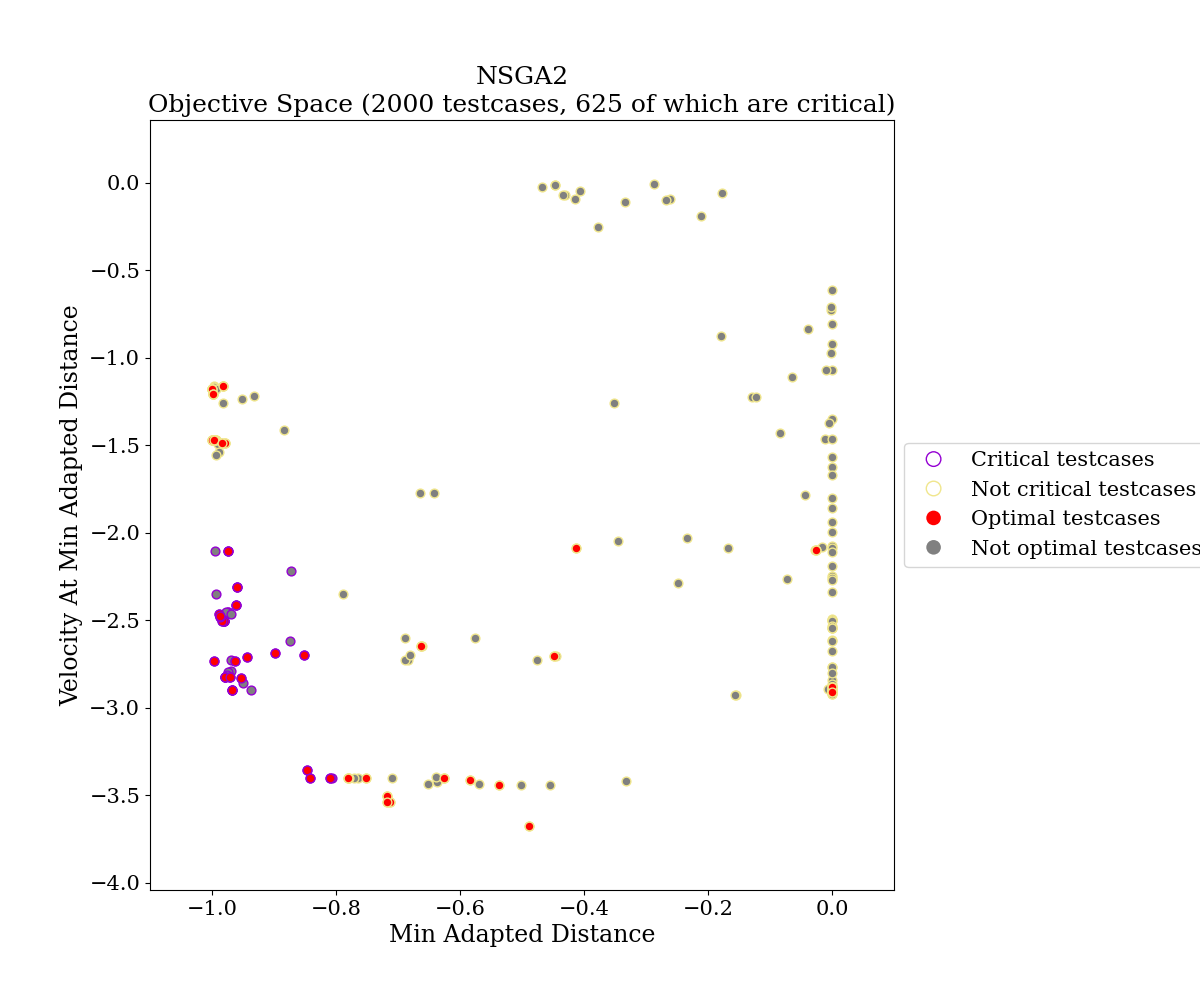 NSGA2
Objective Space (2000 testcases, 625 of which are critical)
0.0
−0.5
−1.0
−1.5
−2.0
−2.5
−3.0
−3.5
−4.0
Velocity At Min Adapted Distance
−1.0 −0.8 −0.6 −0.4 −0.2 0.0
Min Adapted Distance
Critical testcases
Not critical testcases
Optimal testcases
Not optimal testcases